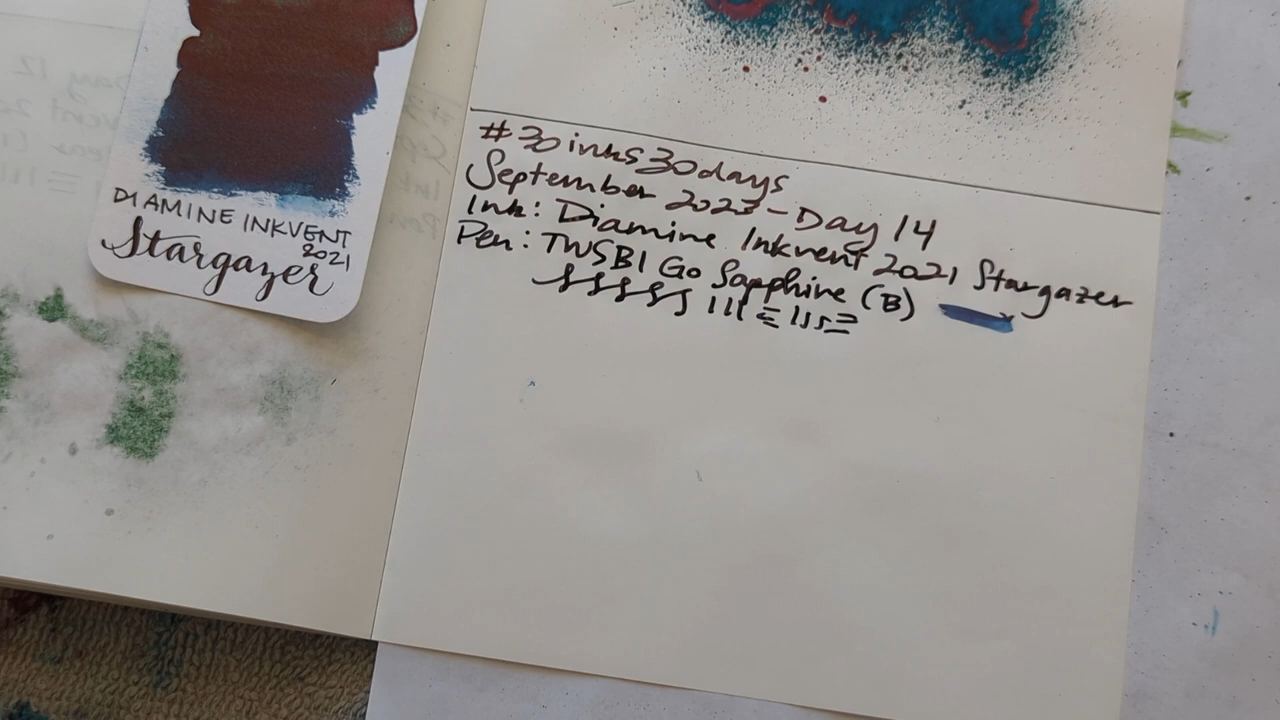 DIAMINE INKVENT
2021
Stargazer
#30inks30days
September 2023 - Day 14
Ink: Diamine Inkvent 2021 Stargazer
Pen: TWSBI Go Sapphire (B)